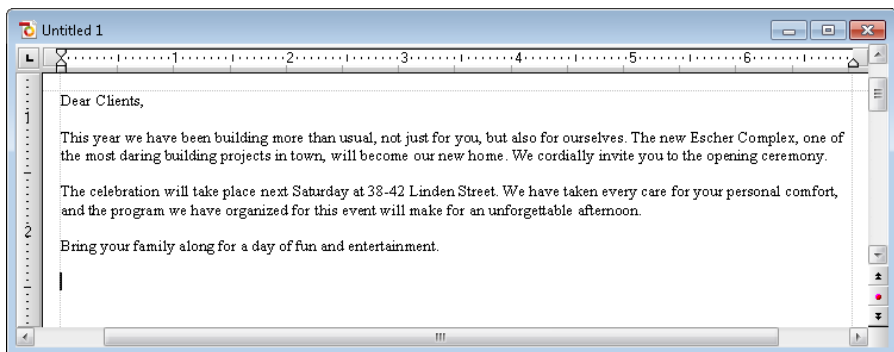 Untitled 1
1 2 3 4 5 6
Dear Clients,
1
This year we have been building more than usual, not just for you, but also for ourselves. The new Escher Complex, one of
the most daring building projects in town, will become our new home. We cordially invite you to the opening ceremony.
The celebration will take place next Saturday at 38-42 Linden Street. We have taken every care for your personal comfort,
and the program we have organized for this event will make for an unforgettable afternoon.
2
Bring your family along for a day of fun and entertainment.